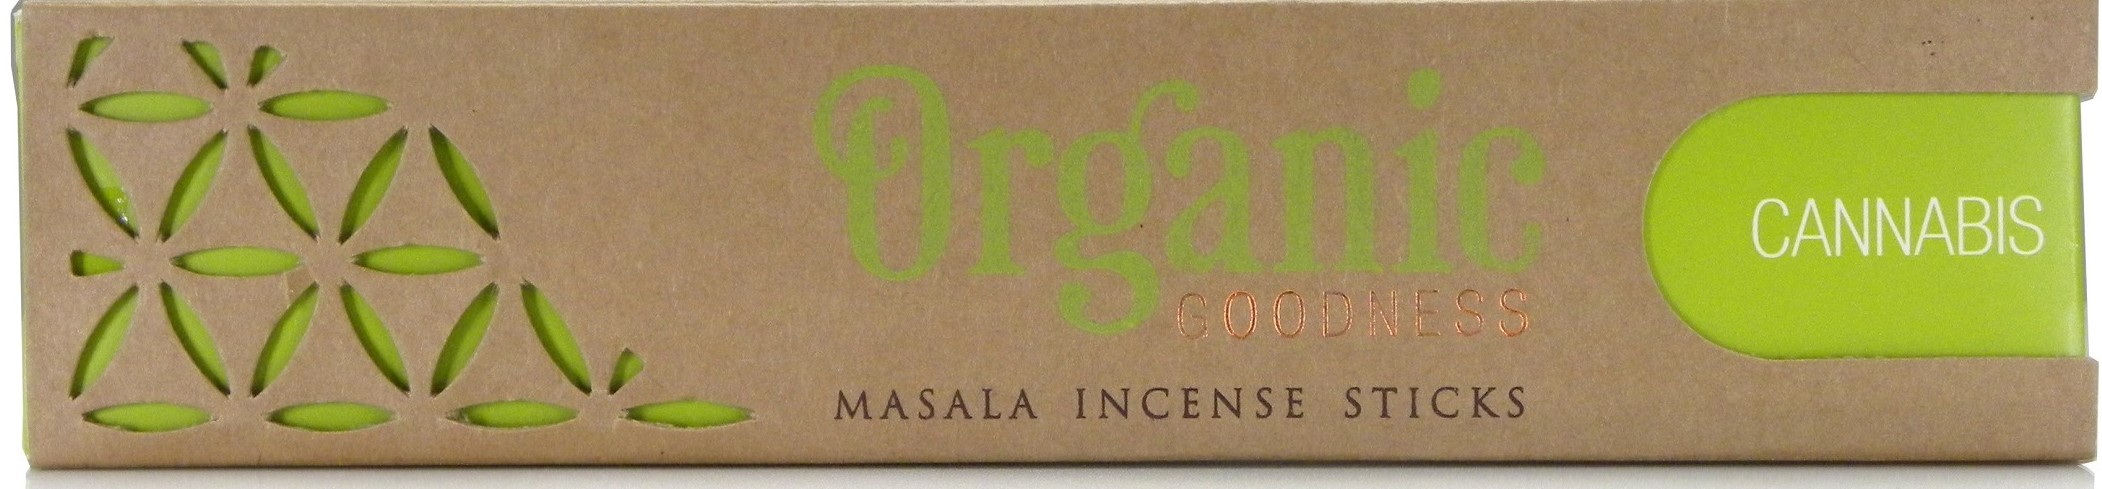 Organic
GOODNESS
MASALA INCENSE STICKS
CANNABIS